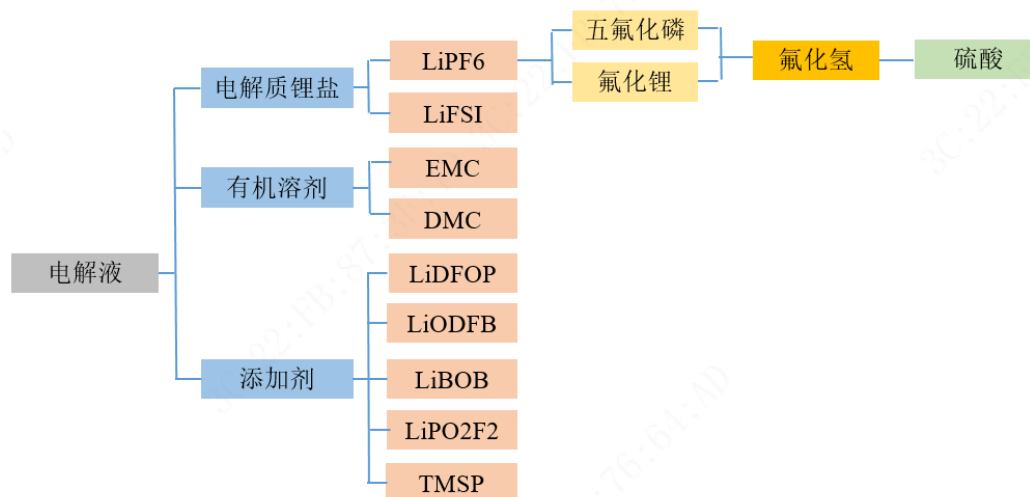 五氟化磷
LiPF6
氟化氢
硫酸
电解质锂盐
氟化锂
LiFSI
EMC
有机溶剂
DMC
电解液
LiDFOP
LiODFB
添加剂
LiBOB
LiPO2F2
TMSP